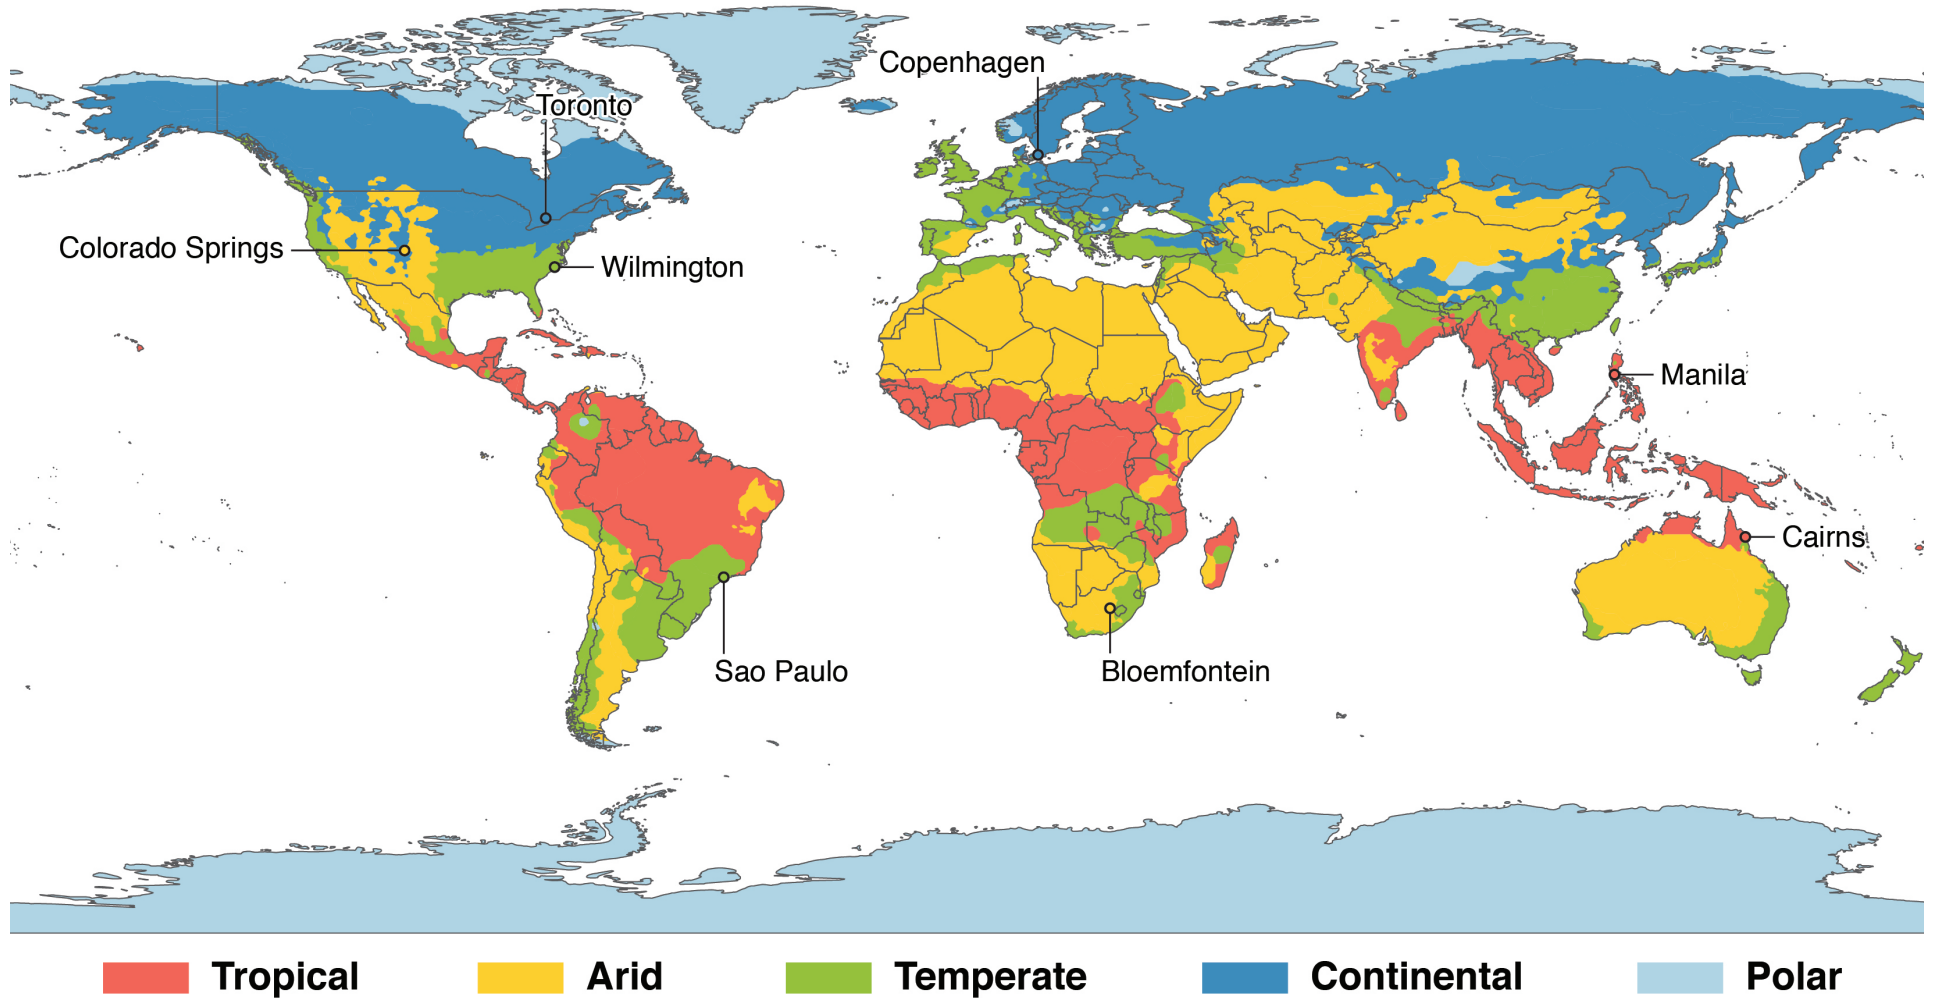 Copenhagen
Toronto
Colorado Springs
Wilmington
Manila
Cairns
Sao Paulo
Bloemfontein
Tropical
Arid
Temperate
Continental
Polar